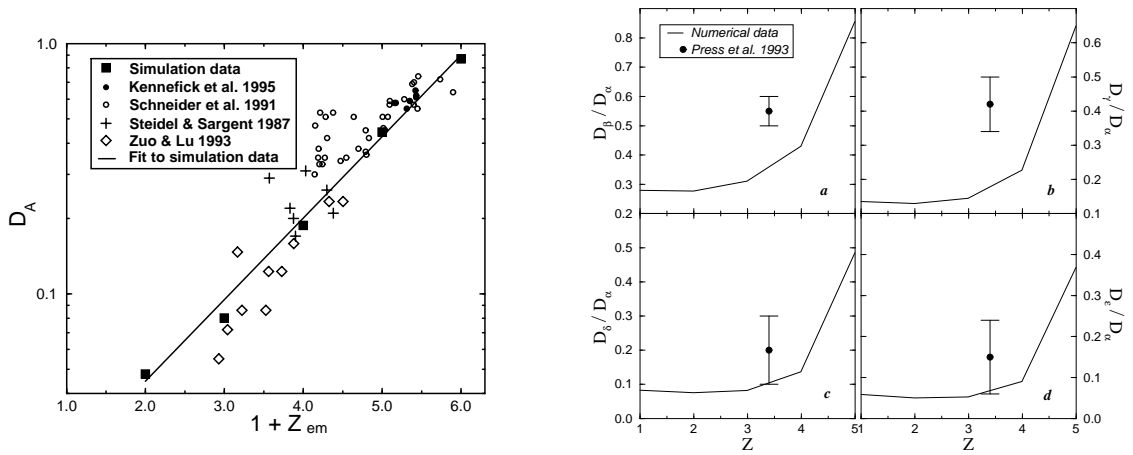 1.0
0.1
D_A
Simulation data
Kennefick et al. 1995
Schneider et al. 1991
Steidel & Sargent 1987
Zuo & Lu 1993
Fit to simulation data
1.0 2.0 3.0 4.0 5.0 6.0
1 + Z_em
Numerical data
Press et al. 1993
0.8
0.7
0.6
0.5
0.4
0.3
0.2
D_β / D_α
a
0.6
0.5
0.4
0.3
0.2
0.1
D_γ / D_α
b
0.5
0.4
0.3
0.2
0.1
0.0
D_δ / D_α
c
0.4
0.3
0.2
0.1
0.0
D_ε / D_α
d
1 2 3 4 5
Z
1 2 3 4 5
Z